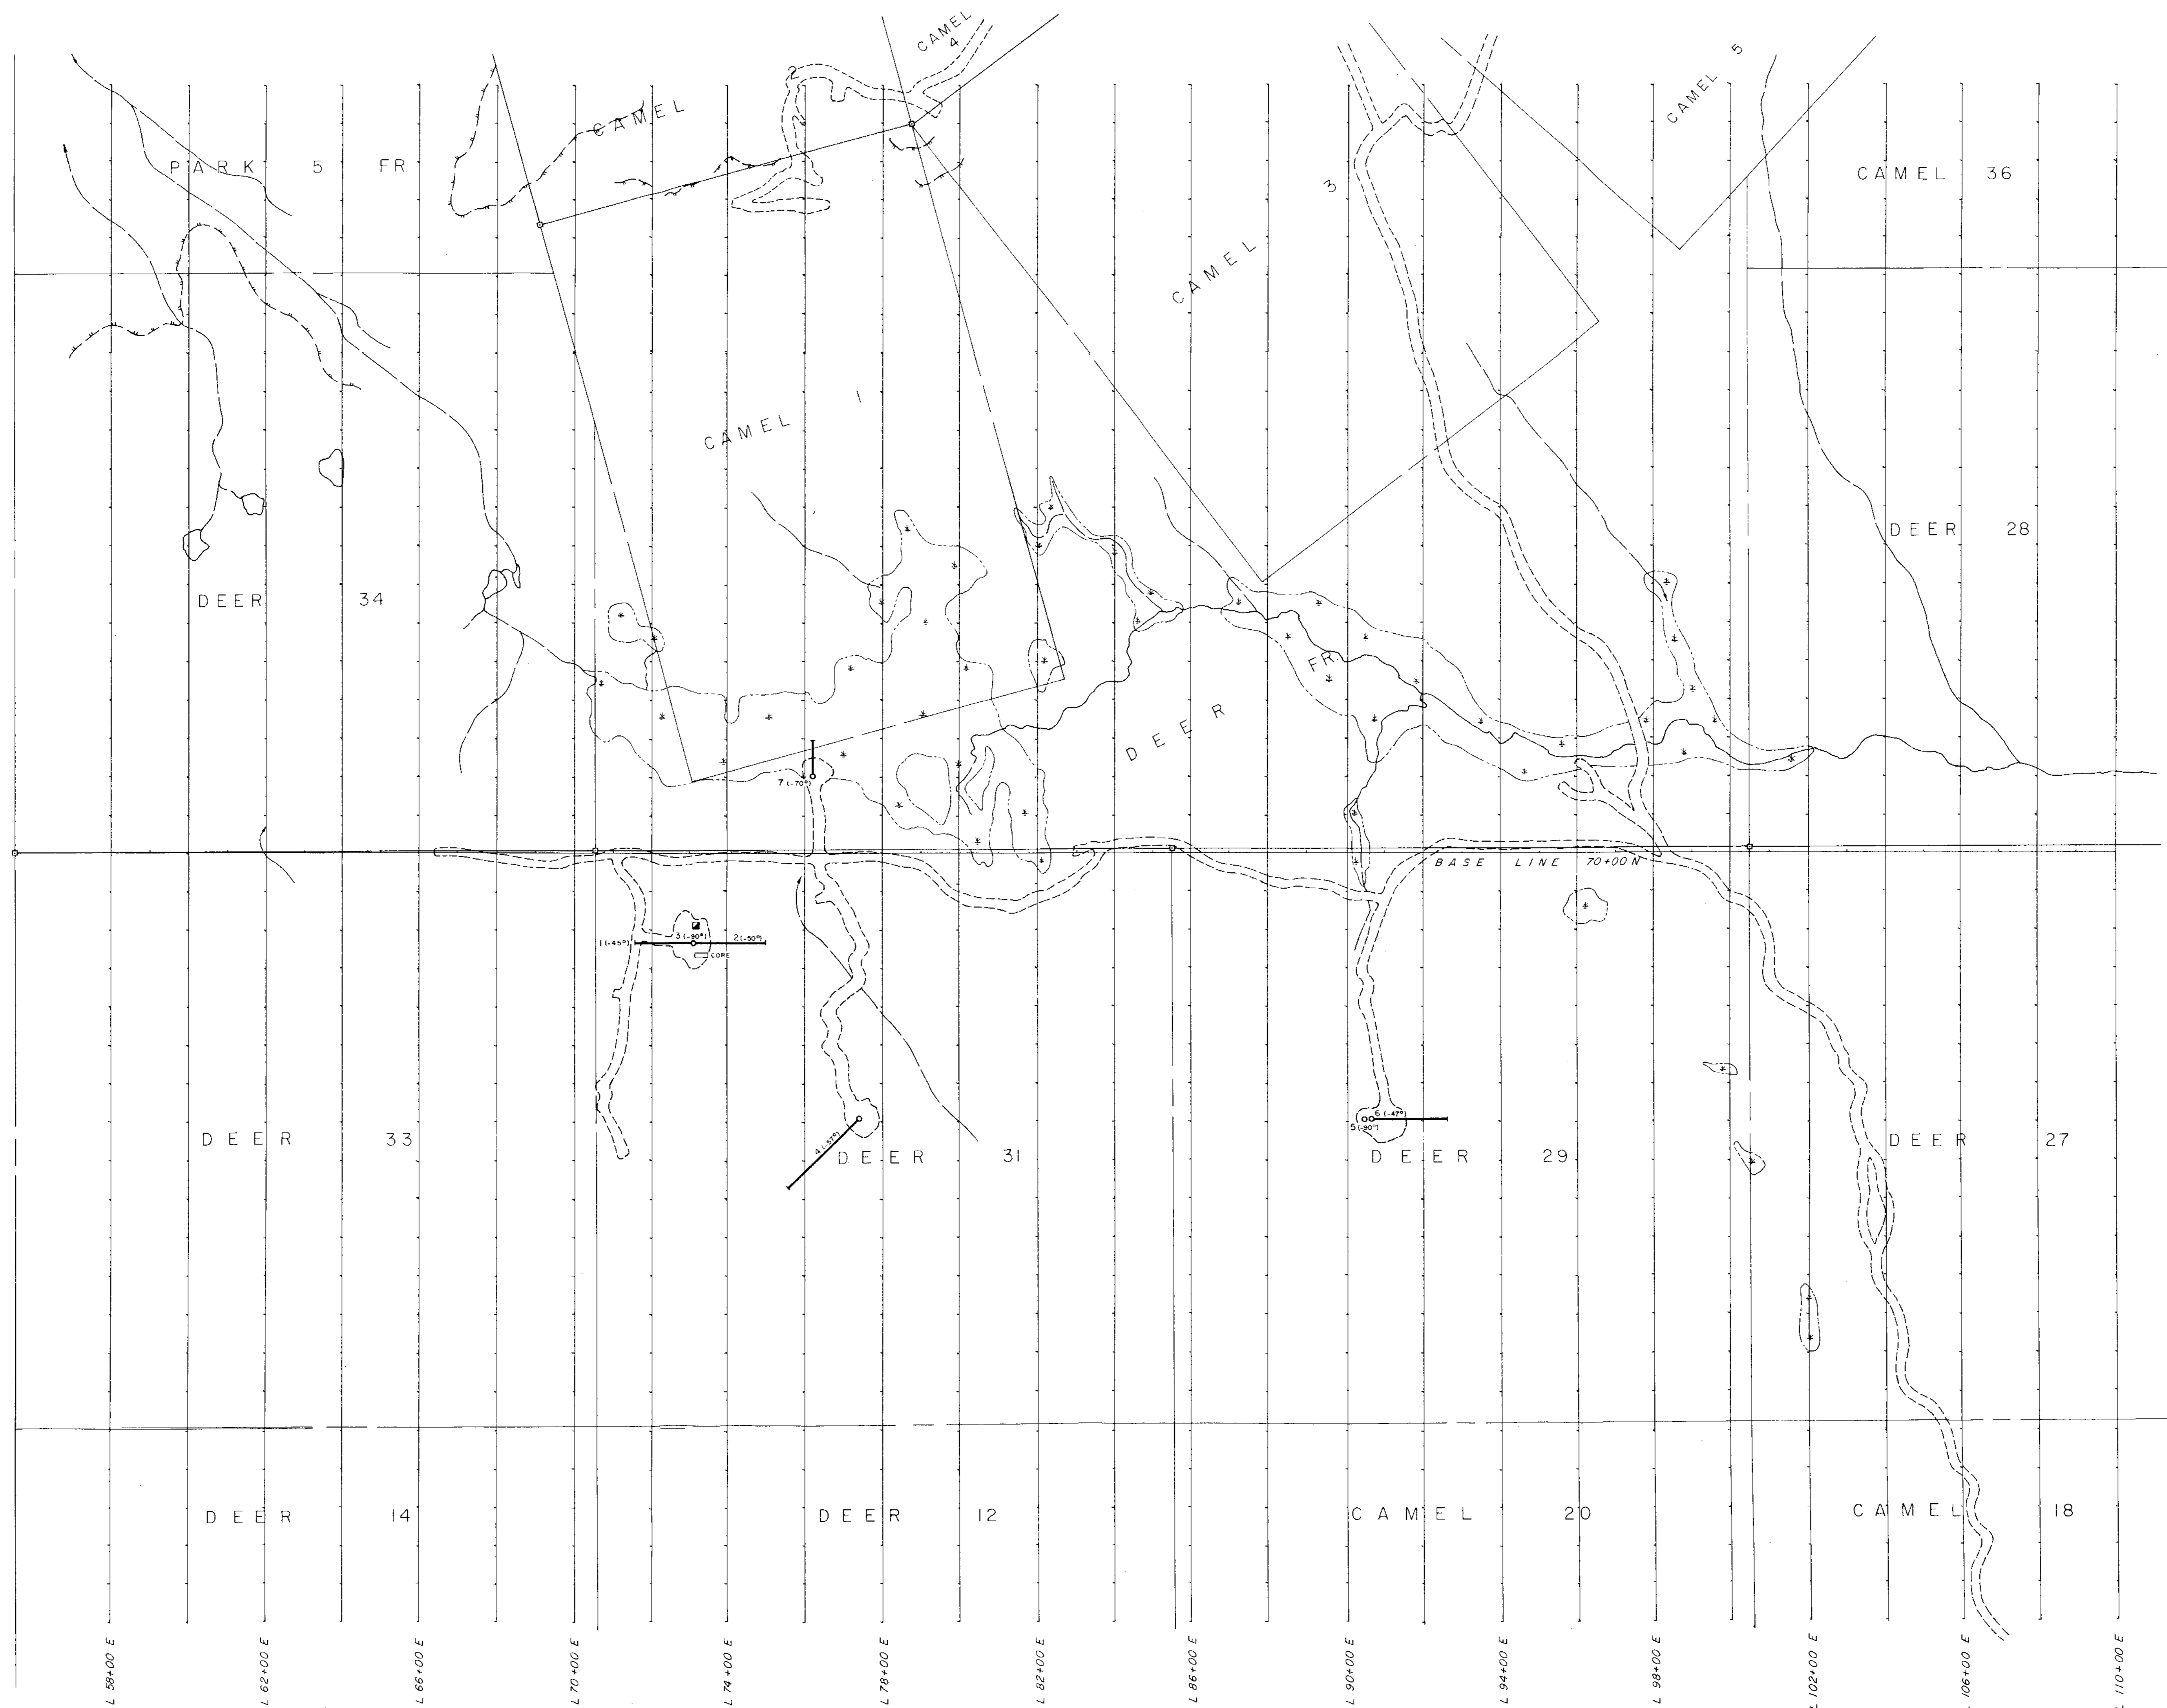 CAMEL
4
CAMEL 2
CAMEL 5
PARK 5 FR.
CAMEL 36
CAMEL 3
CAMEL 1
DEER 28
DEER 34
DEER FR.
7 (-70°)
BASE LINE 70+00 N
1 (-45°)
3 (-90°)
2 (-50°)
CORE
4 (-57°)
6 (-47°)
5 (-90°)
DEER 33
DEER 31
DEER 29
DEER 27
DEER 14
DEER 12
CAMEL 20
CAMEL 18
L 58+00 E
L 62+00 E
L 66+00 E
L 70+00 E
L 74+00 E
L 78+00 E
L 82+00 E
L 86+00 E
L 90+00 E
L 94+00 E
L 98+00 E
L 102+00 E
L 106+00 E
L 110+00 E